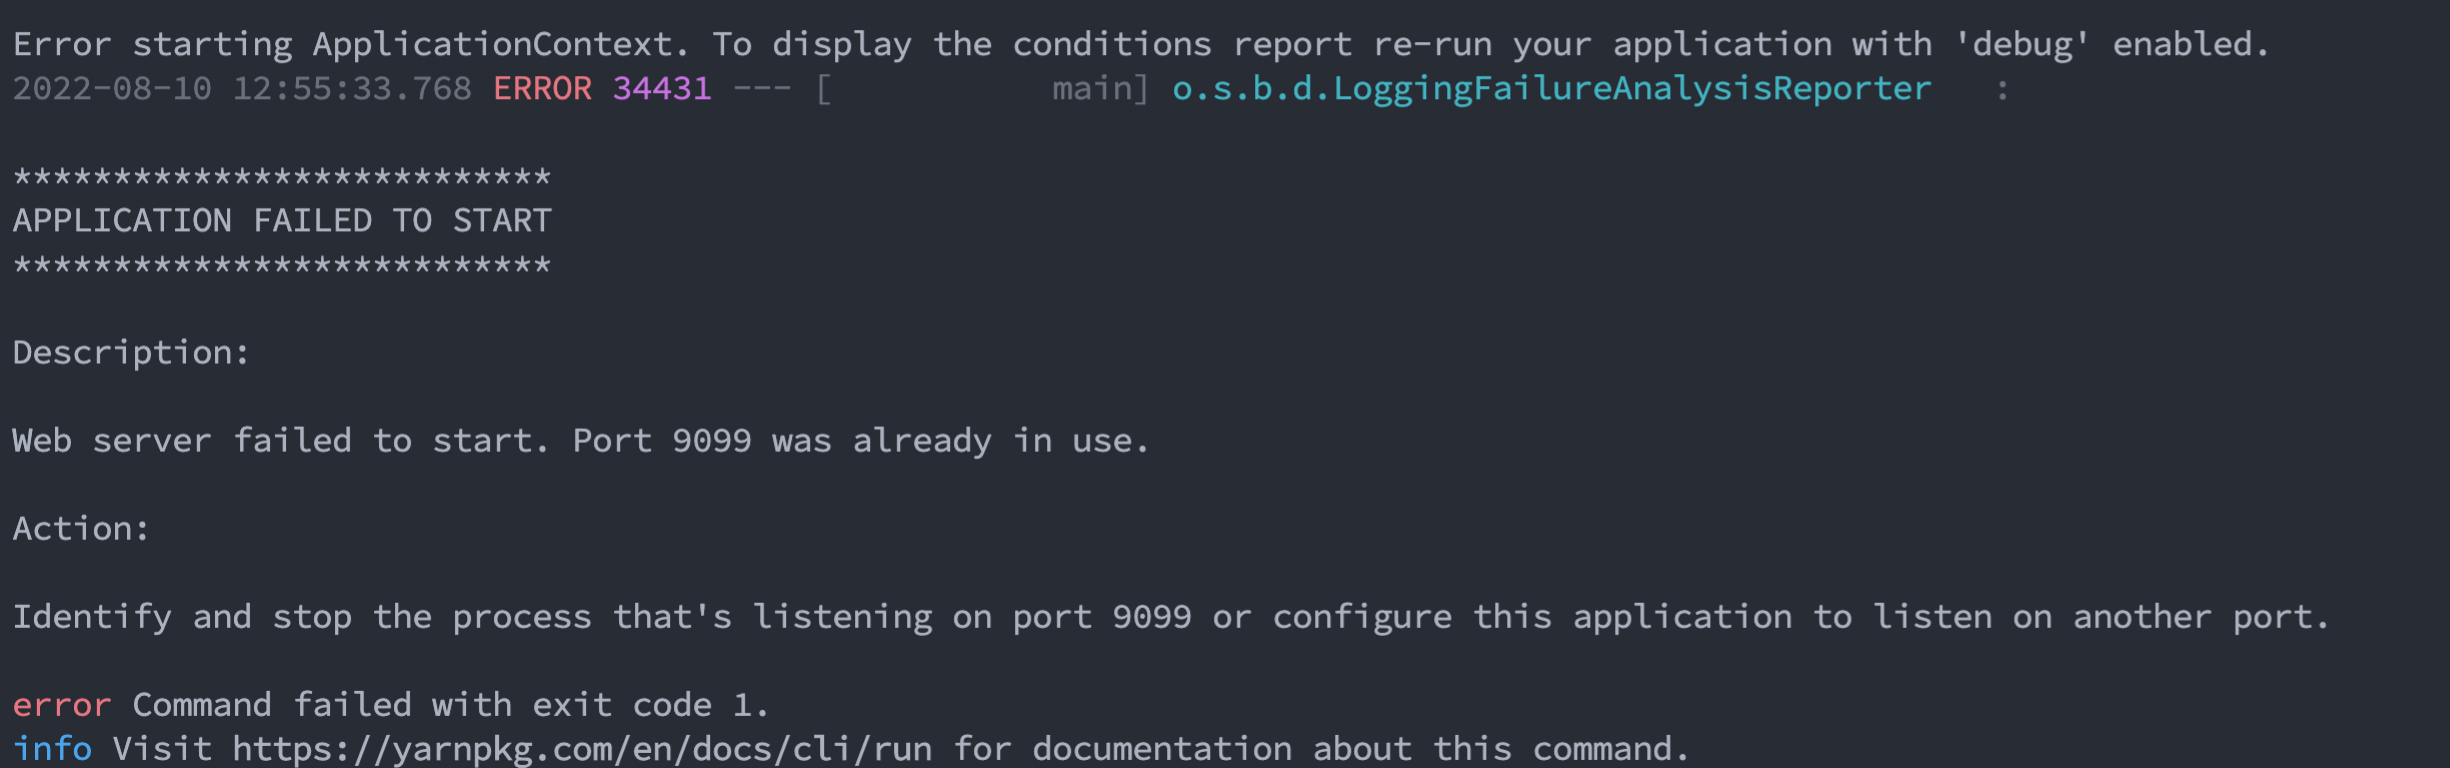 Error starting ApplicationContext. To display the conditions report re-run your application with 'debug' enabled.
2022-08-10 12:55:33.768 ERROR 34431 --- [           main] o.s.b.d.LoggingFailureAnalysisReporter   :
***************************
APPLICATION FAILED TO START
***************************
Description:
Web server failed to start. Port 9099 was already in use.
Action:
Identify and stop the process that's listening on port 9099 or configure this application to listen on another port.
error Command failed with exit code 1.
info Visit https://yarnpkg.com/en/docs/cli/run for documentation about this command.